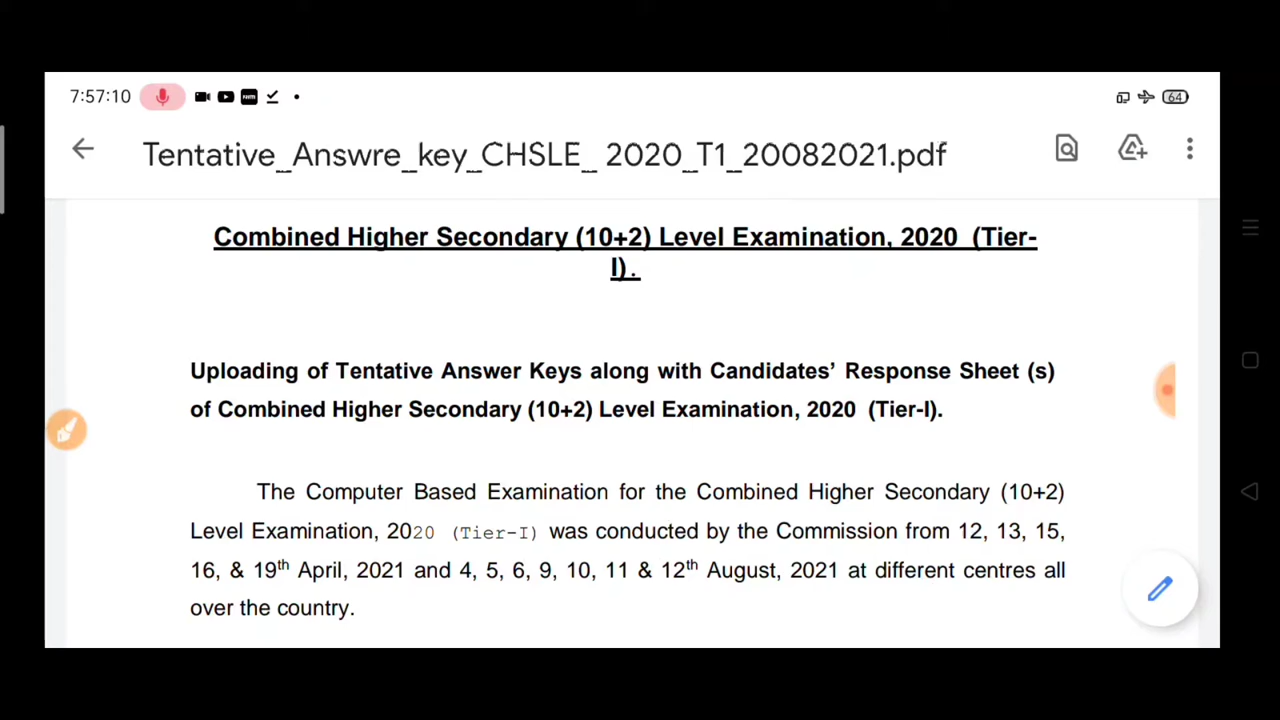 7:57:10
64
Tentative_Answre_key_CHSLE_ 2020_T1_20082021.pdf
Combined Higher Secondary (10+2) Level Examination, 2020 (Tier-
I).
Uploading of Tentative Answer Keys along with Candidates’ Response Sheet (s)
of Combined Higher Secondary (10+2) Level Examination, 2020 (Tier-I).
The Computer Based Examination for the Combined Higher Secondary (10+2)
Level Examination, 2020 (Tier-I) was conducted by the Commission from 12, 13, 15,
16, & 19th April, 2021 and 4, 5, 6, 9, 10, 11 & 12th August, 2021 at different centres all
over the country.